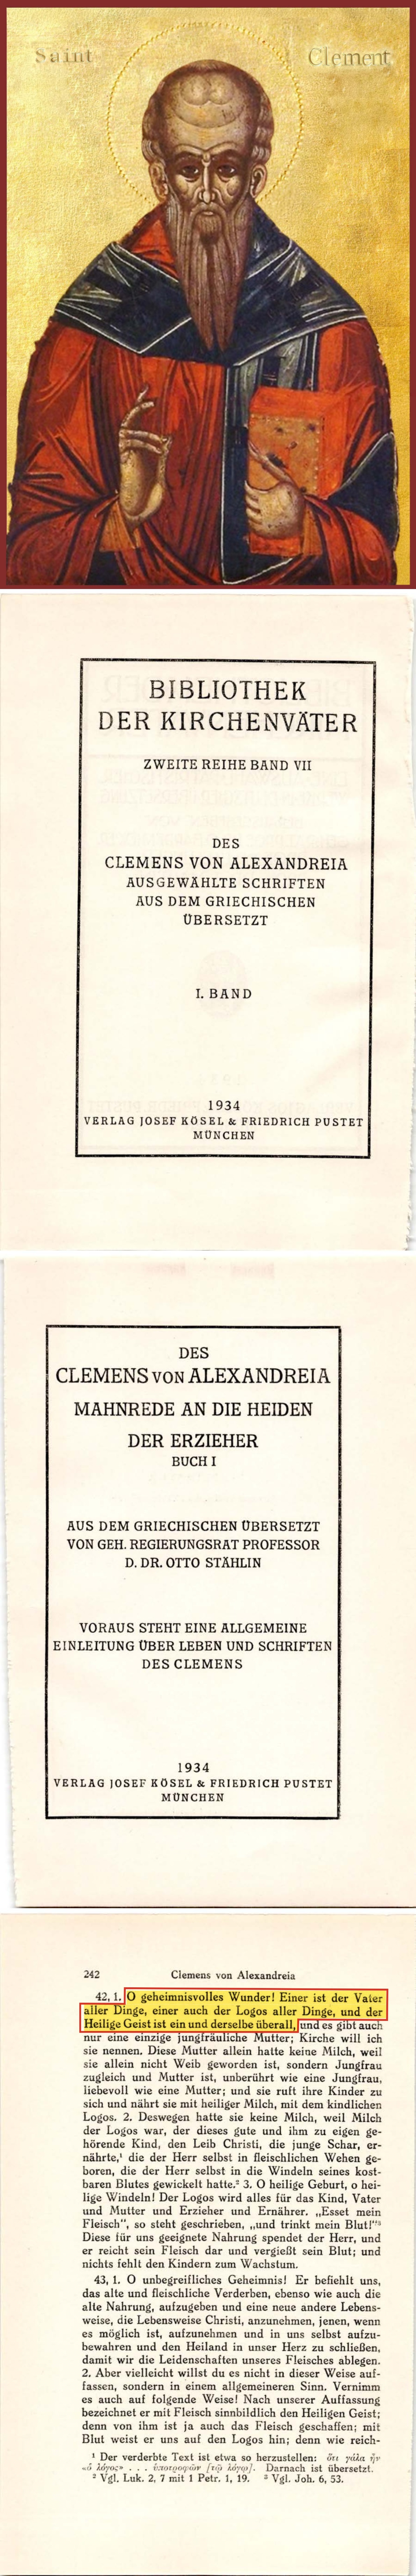 Saint Clement
BIBLIOTHEK
DER KIRCHENVÄTER
ZWEITE REIHE BAND VII
DES
CLEMENS VON ALEXANDREIA
AUSGEWÄHLTE SCHRIFTEN
AUS DEM GRIECHISCHEN
ÜBERSETZT
I. BAND
1934
VERLAG JOSEF KÖSEL & FRIEDRICH PUSTET
MÜNCHEN
DES
CLEMENS VON ALEXANDREIA
MAHNREDE AN DIE HEIDEN
DER ERZIEHER
BUCH I
AUS DEM GRIECHISCHEN ÜBERSETZT
VON GEH. REGIERUNGSRAT PROFESSOR
D. DR. OTTO STÄHLIN
VORAUS STEHT EINE ALLGEMEINE
EINLEITUNG ÜBER LEBEN UND SCHRIFTEN
DES CLEMENS
1934
VERLAG JOSEF KÖSEL & FRIEDRICH PUSTET
MÜNCHEN
242 Clemens von Alexandreia
42, 1. O geheimnisvolles Wunder! Einer ist der Vater
aller Dinge, einer auch der Logos aller Dinge, und der
Heilige Geist ist ein und derselbe überall, und es gibt auch
nur eine einzige jungfräuliche Mutter; Kirche will ich
sie nennen. Diese Mutter allein hatte keine Milch, weil
sie allein nicht Weib geworden ist, sondern Jungfrau
zugleich und Mutter ist, unberührt wie eine Jungfrau,
liebevoll wie eine Mutter; und sie ruft ihre Kinder zu
sich und nährt sie mit heiliger Milch, mit dem kindlichen
Logos. 2. Deswegen hatte sie keine Milch, weil Milch
der Logos war, der dieses gute und ihm zu eigen ge-
hörende Kind, den Leib Christi, die junge Schar, er-
nährte,¹ die der Herr selbst in fleischlichen Wehen ge-
boren, die der Herr selbst in die Windeln seines kost-
baren Blutes gewickelt hatte.² 3. O heilige Geburt, o hei-
lige Windeln! Der Logos wird alles für das Kind, Vater
und Mutter und Erzieher und Ernährer. „Esset mein
Fleisch", so steht geschrieben, „und trinkt mein Blut!"³
Diese für uns geeignete Nahrung spendet der Herr, und
er reicht sein Fleisch dar und vergießt sein Blut; und
nichts fehlt den Kindern zum Wachstum.
43, 1. O unbegreifliches Geheimnis! Er befiehlt uns,
das alte und fleischliche Verderben, ebenso wie auch die
alte Nahrung, aufzugeben und eine neue andere Lebens-
weise, die Lebensweise Christi, anzunehmen, jenen, wenn
es möglich ist, aufzunehmen und in uns selbst aufzu-
bewahren und den Heiland in unser Herz zu schließen,
damit wir die Leidenschaften unseres Fleisches ablegen.
2. Aber vielleicht willst du es nicht in dieser Weise auf-
fassen, sondern in einem allgemeineren Sinn. Vernimm
es auch auf folgende Weise! Nach unserer Auffassung
bezeichnet er mit Fleisch sinnbildlich den Heiligen Geist;
denn von ihm ist ja auch das Fleisch geschaffen; mit
Blut weist er uns auf den Logos hin; denn wie reich-
¹ Der verderbte Text ist etwa so herzustellen: ὅτι γάλα ἦν
«ὁ λόγος» . . . ὑποτροφῶν [τῷ λόγῳ]. Darnach ist übersetzt.
² Vgl. Luk. 2, 7 mit 1 Petr. 1, 19. ³ Vgl. Joh. 6, 53.